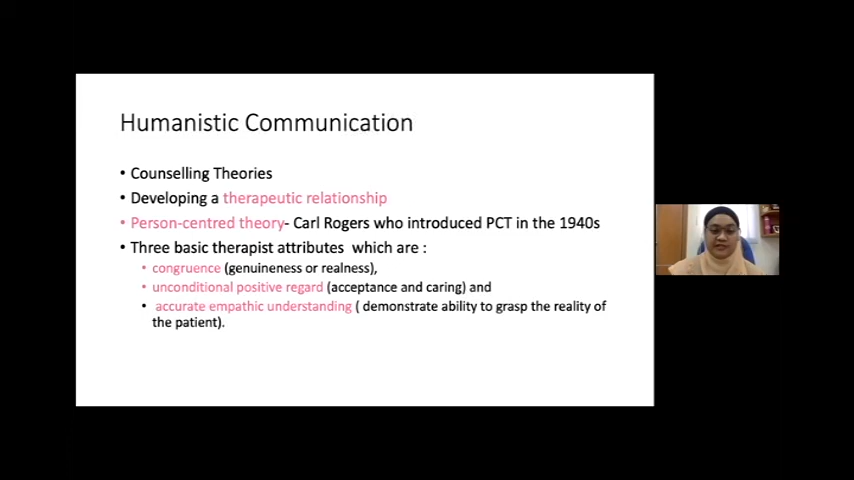 Humanistic Communication
• Counselling Theories
• Developing a therapeutic relationship
• Person-centred theory- Carl Rogers who introduced PCT in the 1940s
• Three basic therapist attributes which are :
• congruence (genuineness or realness),
• unconditional positive regard (acceptance and caring) and
• accurate empathic understanding ( demonstrate ability to grasp the reality of
the patient).